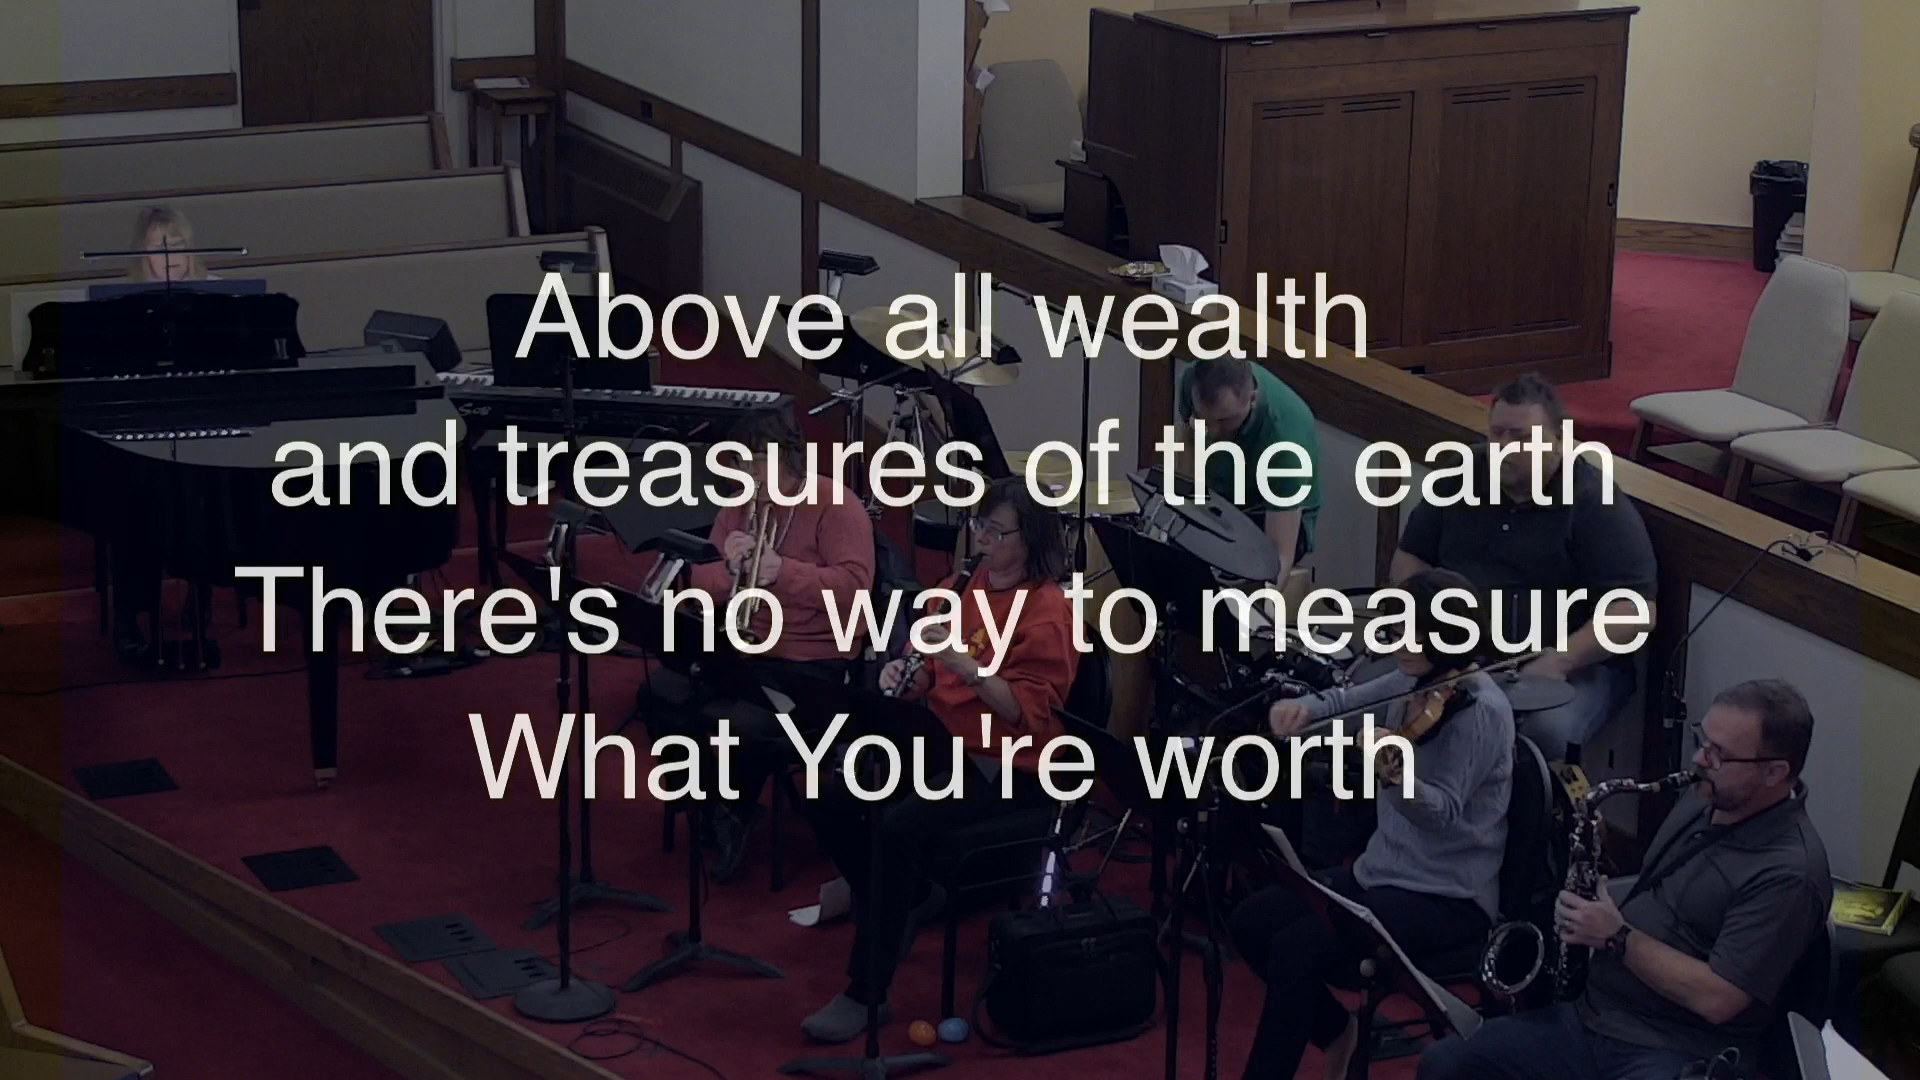 Above all wealth
and treasures of the earth
There's no way to measure
What You're worth